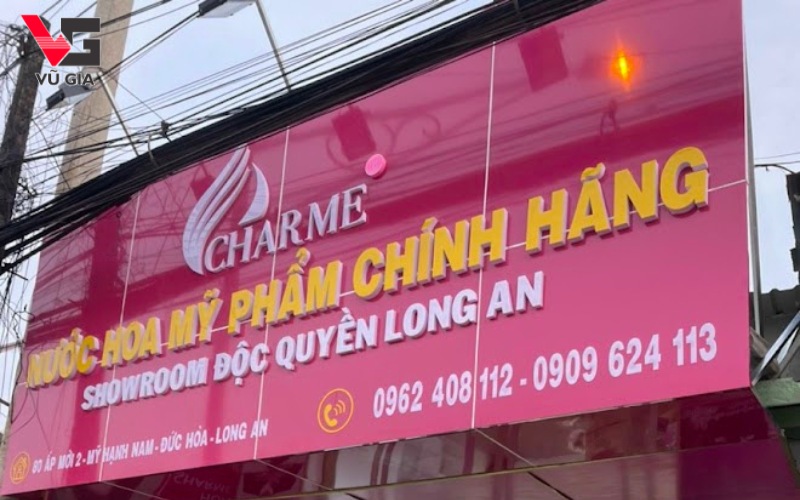 VG
VŨ GIA
CHARME
NƯỚC HOA MỸ PHẨM CHÍNH HÃNG
SHOWROOM ĐỘC QUYỀN LONG AN
0962 408 112 - 0909 624 113
80 ẤP MỚI 2 - MỸ HẠNH NAM - ĐỨC HÒA - LONG AN